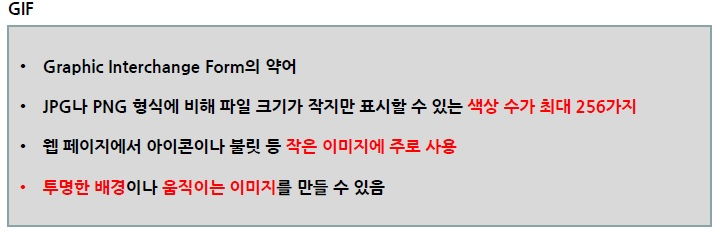 GIF
• Graphic Interchange Form의 약어
• JPG나 PNG 형식에 비해 파일 크기가 작지만 표시할 수 있는 색상 수가 최대 256가지
• 웹 페이지에서 아이콘이나 불릿 등 작은 이미지에 주로 사용
• 투명한 배경이나 움직이는 이미지를 만들 수 있음